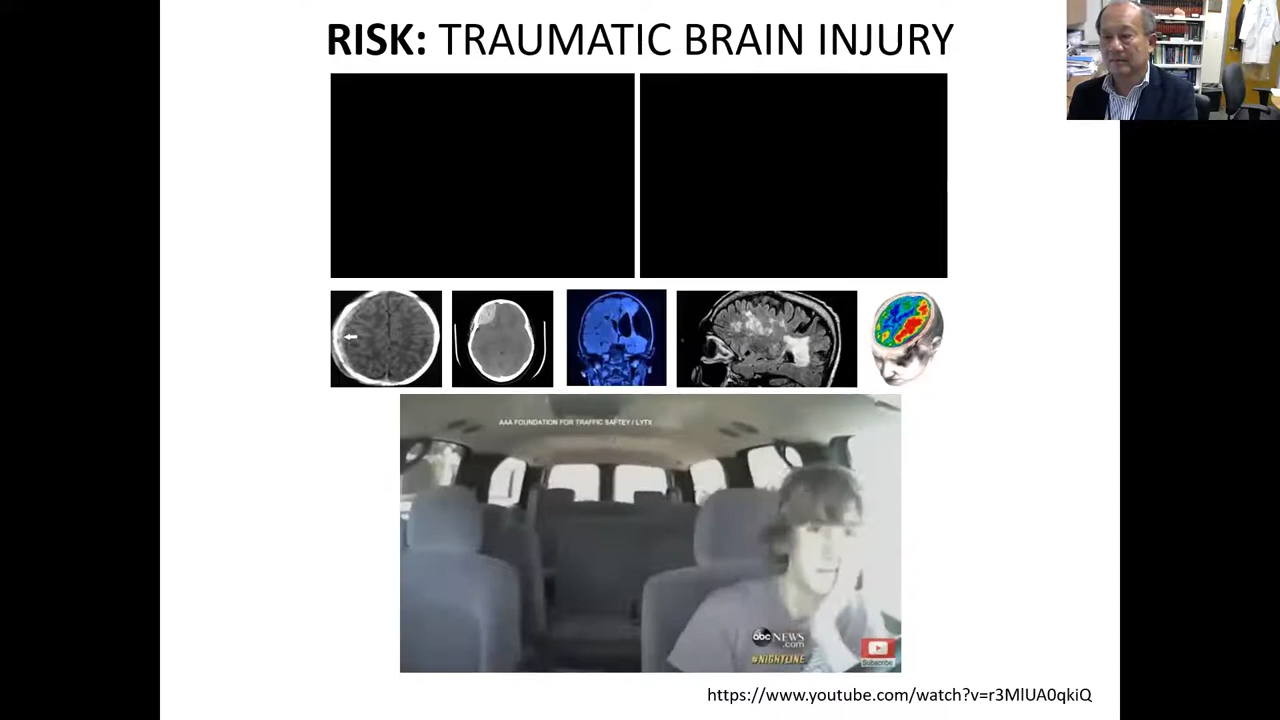 RISK: TRAUMATIC BRAIN INJURY
AAA FOUNDATION FOR TRAFFIC SAFTEY / LYTX
abc NEWS
.com
#NIGHTLINE
Subscribe
https://www.youtube.com/watch?v=r3MlUA0qkiQ